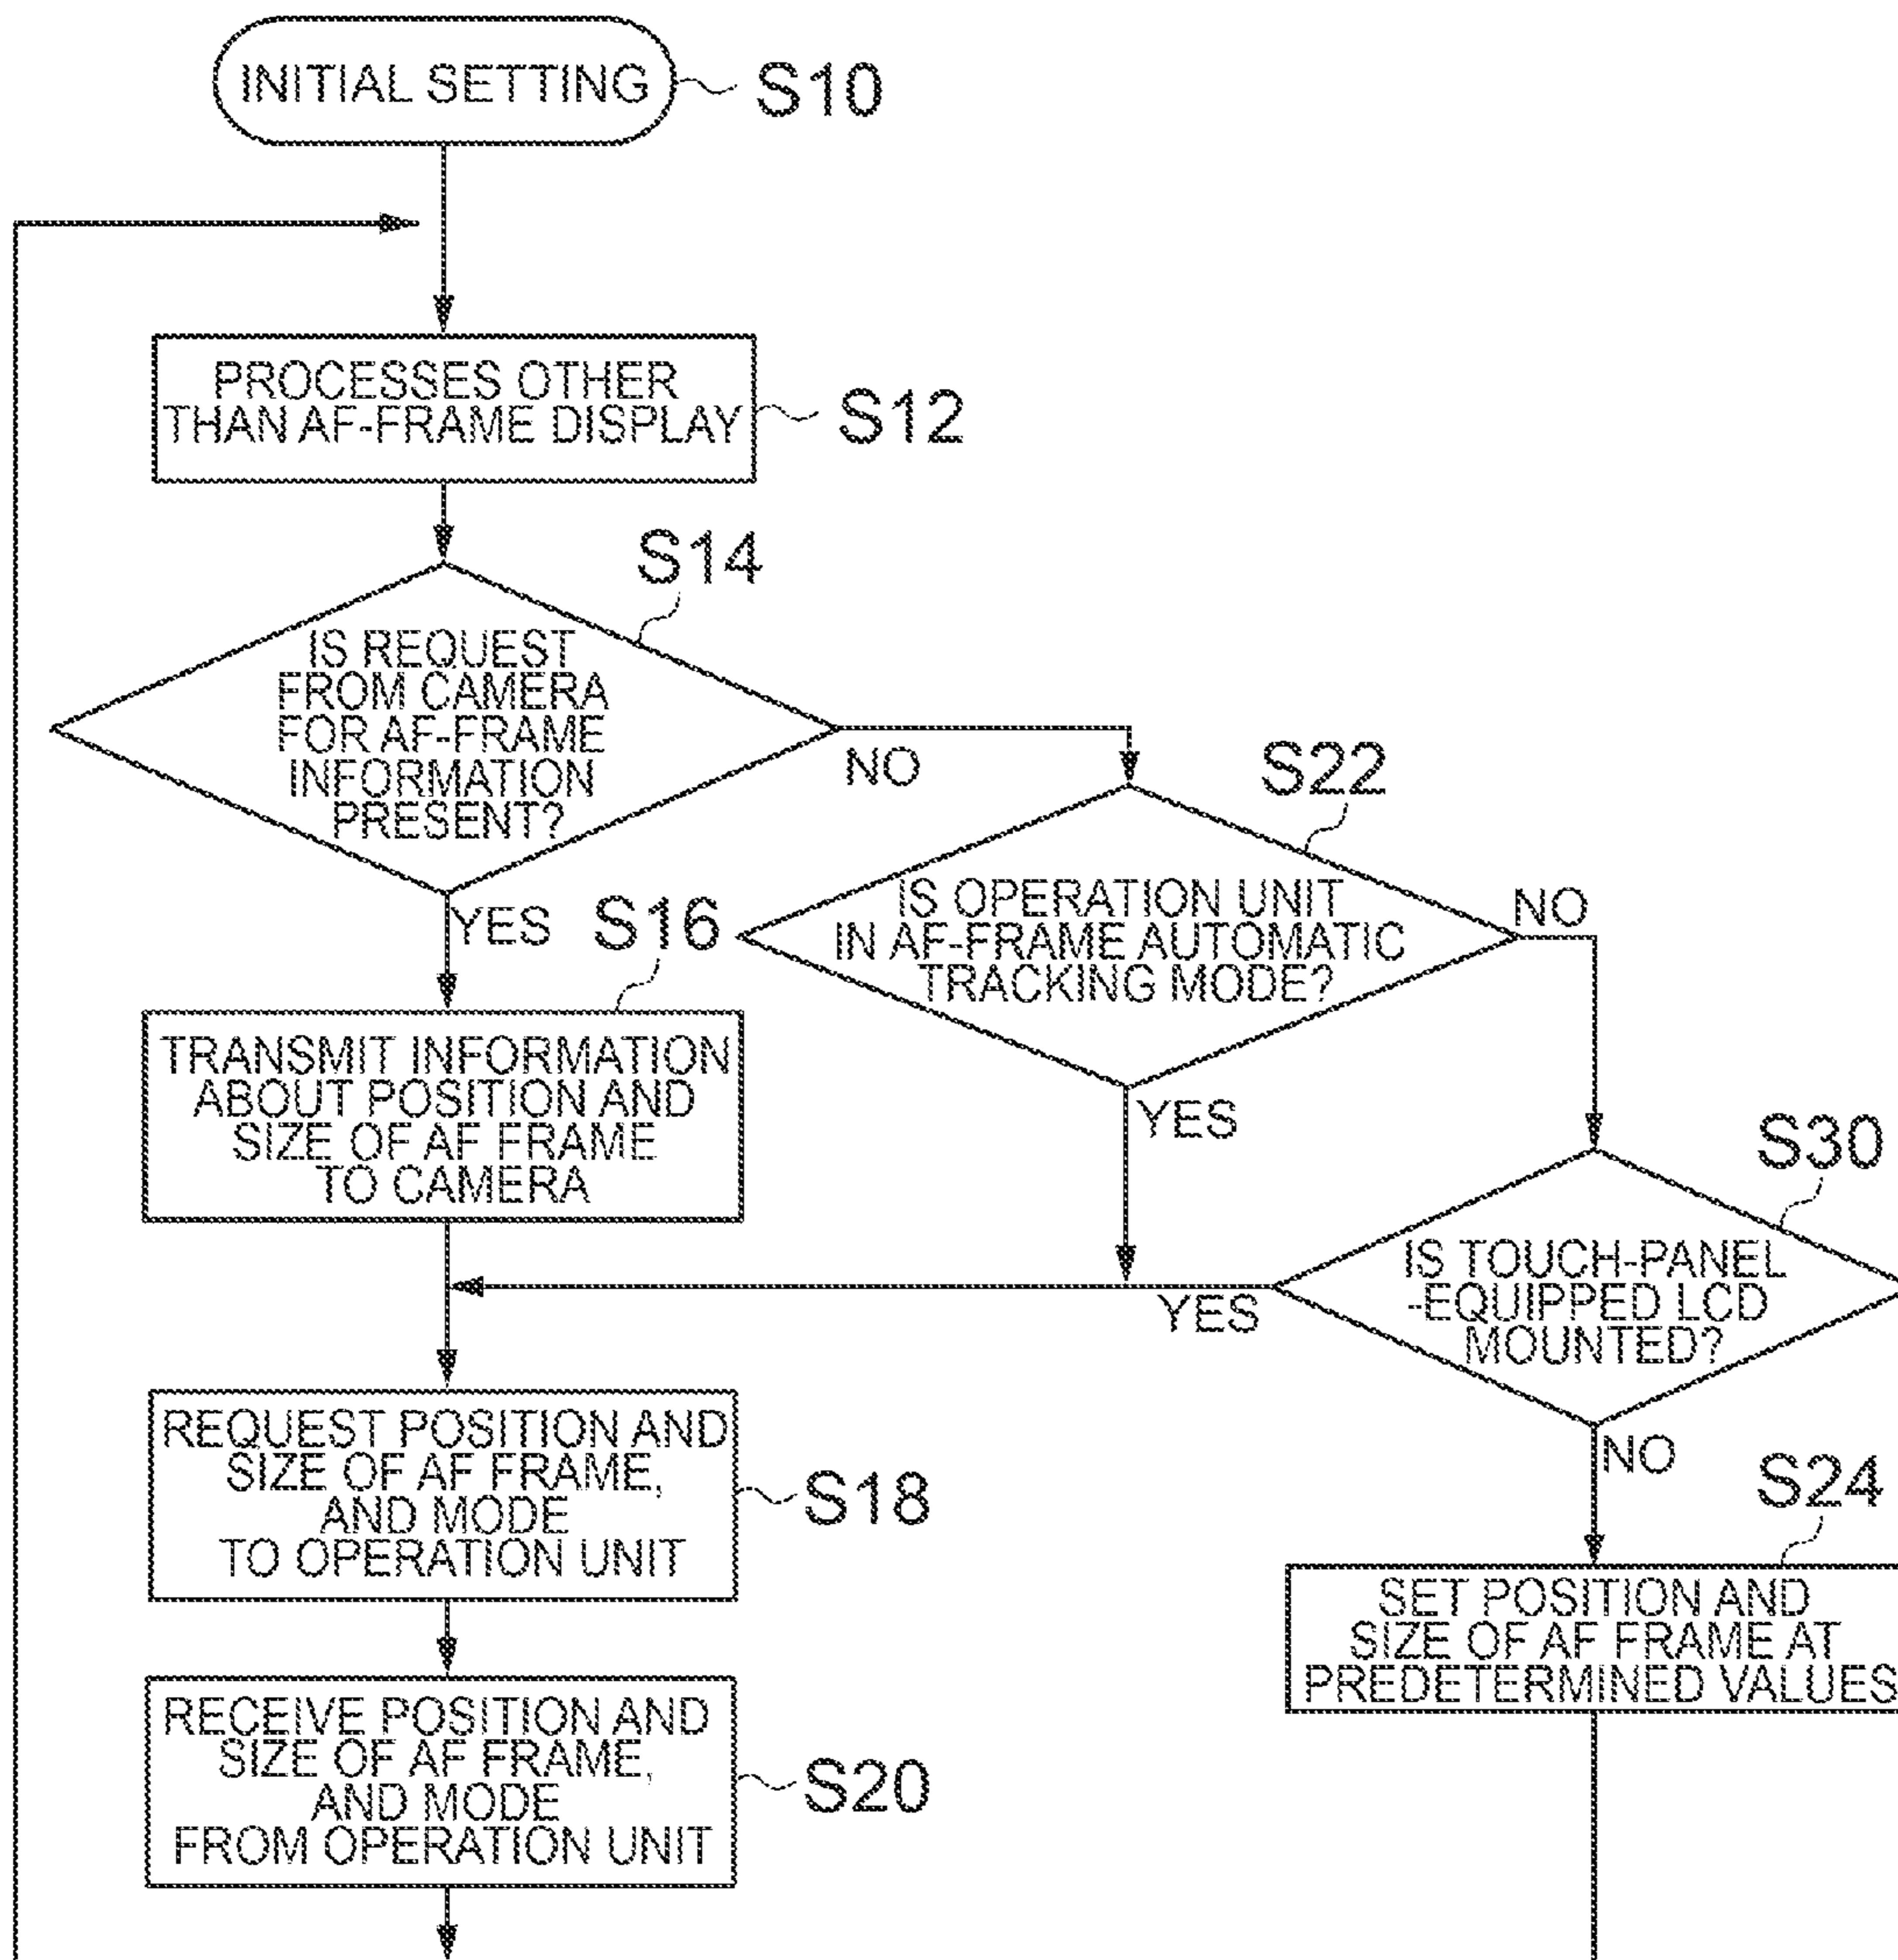 INITIAL SETTING
S10
PROCESSES OTHER
THAN AF-FRAME DISPLAY
S12
S14
IS REQUEST
FROM CAMERA
FOR AF-FRAME
INFORMATION
PRESENT?
NO
YES
S22
IS OPERATION UNIT
IN AF-FRAME AUTOMATIC
TRACKING MODE?
NO
YES
S16
TRANSMIT INFORMATION
ABOUT POSITION AND
SIZE OF AF FRAME
TO CAMERA
S30
IS TOUCH-PANEL
-EQUIPPED LCD
MOUNTED?
YES
NO
S18
REQUEST POSITION AND
SIZE OF AF FRAME,
AND MODE
TO OPERATION UNIT
S24
SET POSITION AND
SIZE OF AF FRAME AT
PREDETERMINED VALUES
RECEIVE POSITION AND
SIZE OF AF FRAME,
AND MODE
FROM OPERATION UNIT
S20